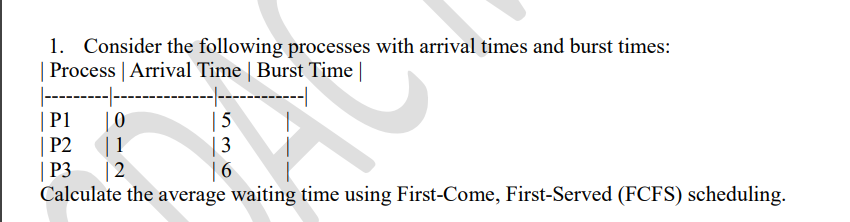 1. Consider the following processes with arrival times and burst times:
| Process | Arrival Time | Burst Time |
|---------|--------------|------------|
| P1 | 0 | 5 |
| P2 | 1 | 3 |
| P3 | 2 | 6 |
Calculate the average waiting time using First-Come, First-Served (FCFS) scheduling.